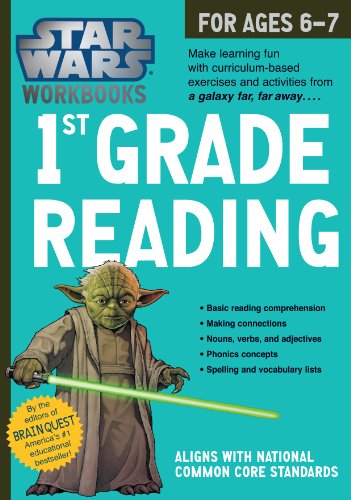 STAR
WARS®
WORKBOOKS
FOR AGES 6–7
Make learning fun
with curriculum-based
exercises and activities from
a galaxy far, far away....
1ST GRADE
READING
• Basic reading comprehension
• Making connections
• Nouns, verbs, and adjectives
• Phonics concepts
• Spelling and vocabulary lists
By the
editors of
BRAIN QUEST
America's #1
educational
bestseller!
ALIGNS WITH NATIONAL
COMMON CORE STANDARDS